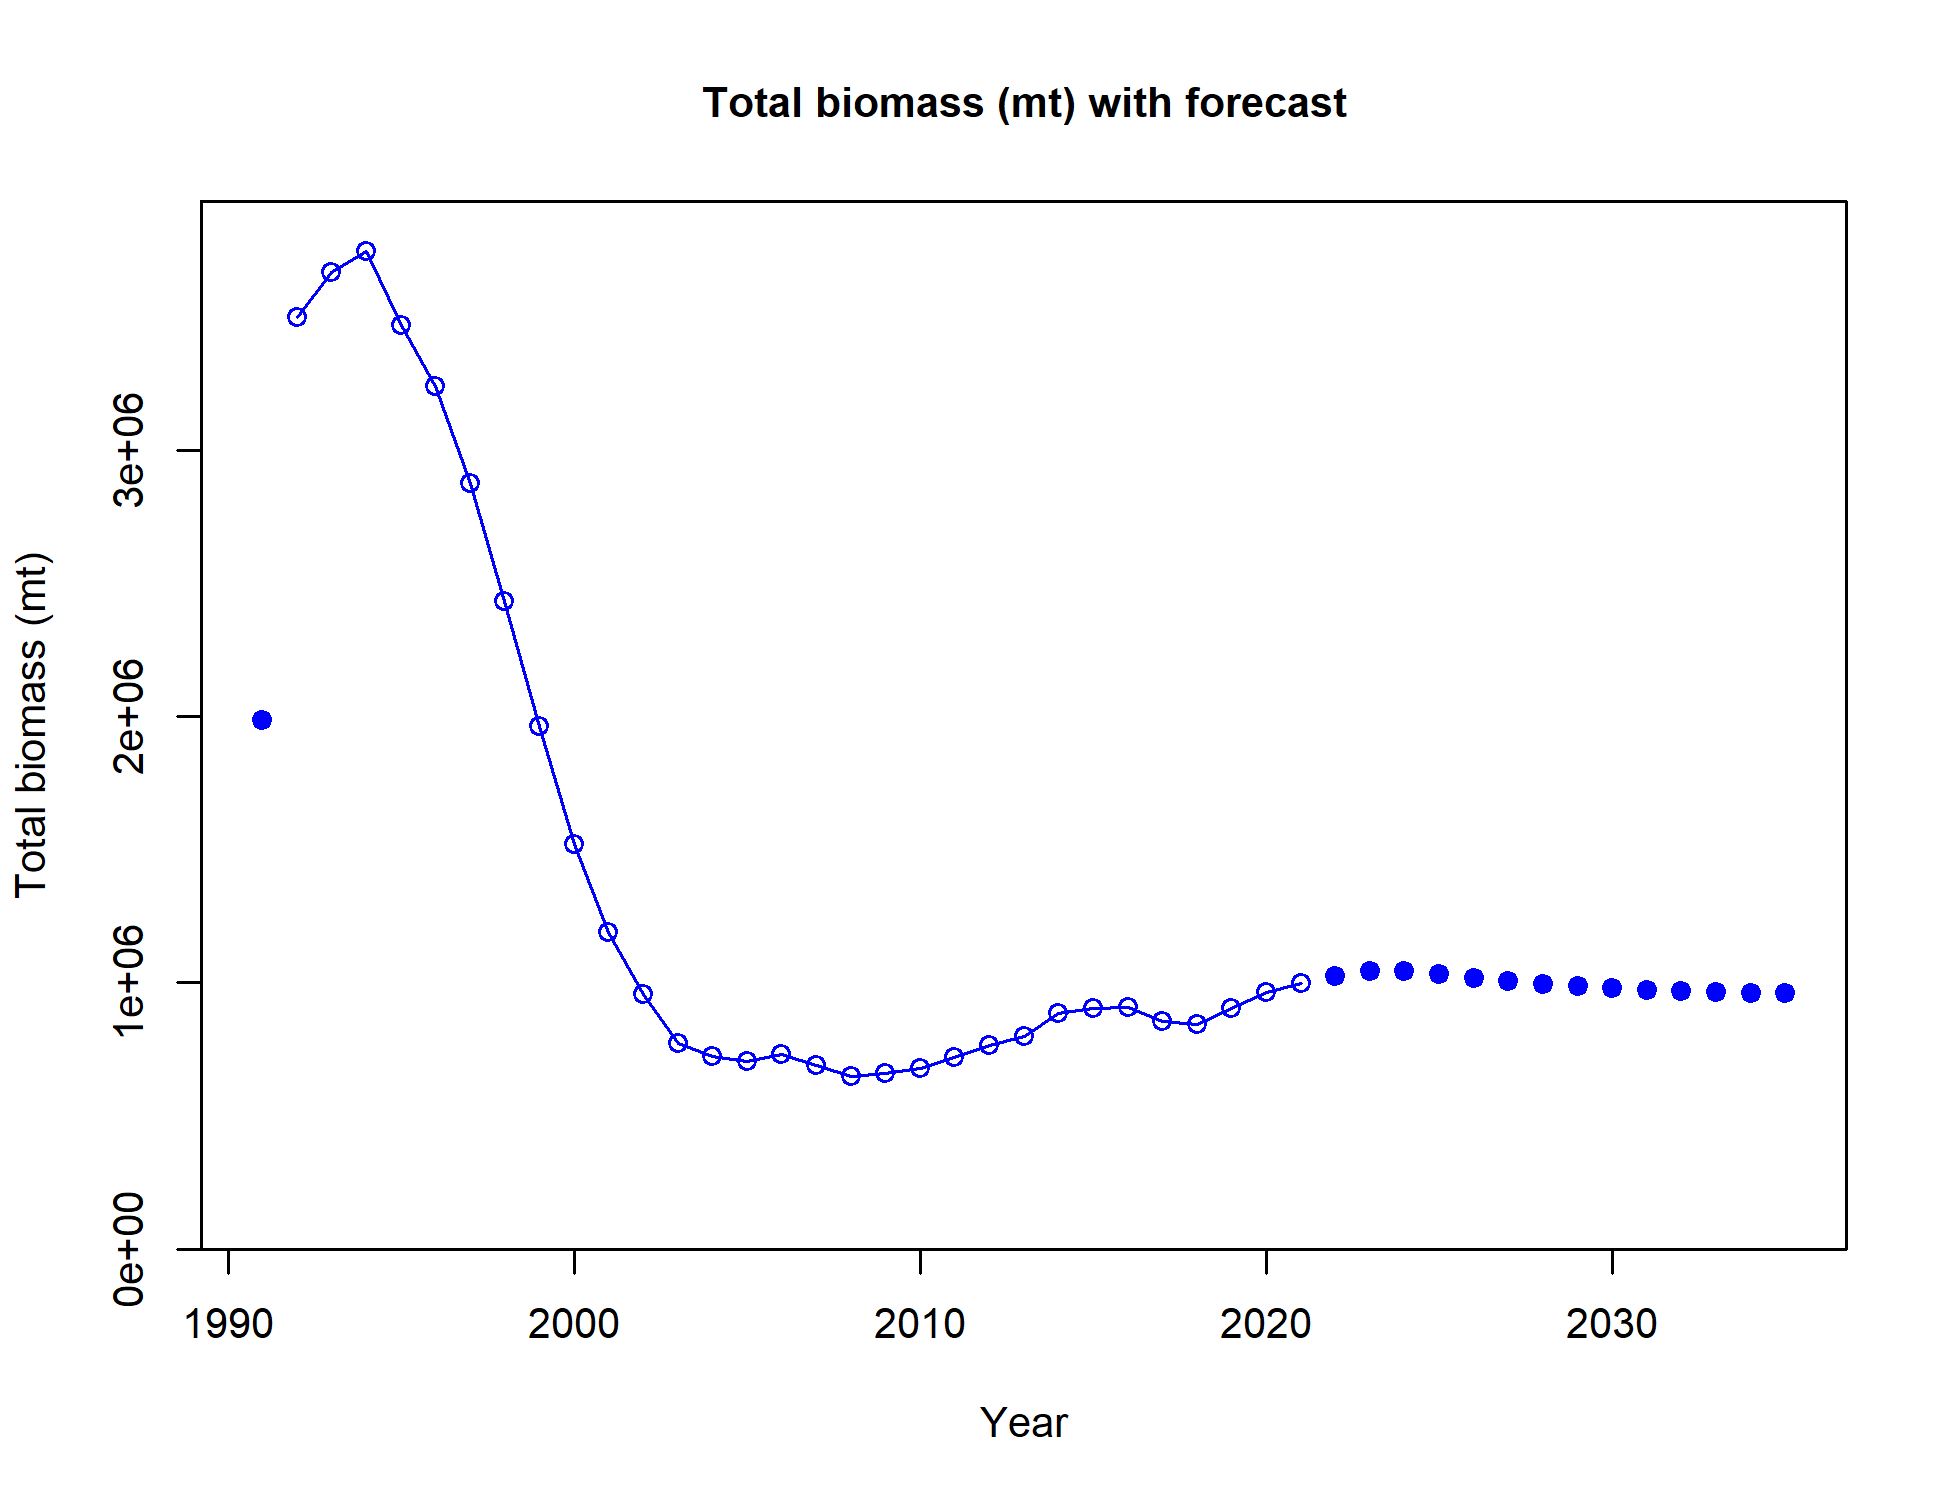 Total biomass (mt) with forecast
Total biomass (mt)
3e+06
2e+06
1e+06
0e+00
1990 2000 2010 2020 2030
Year